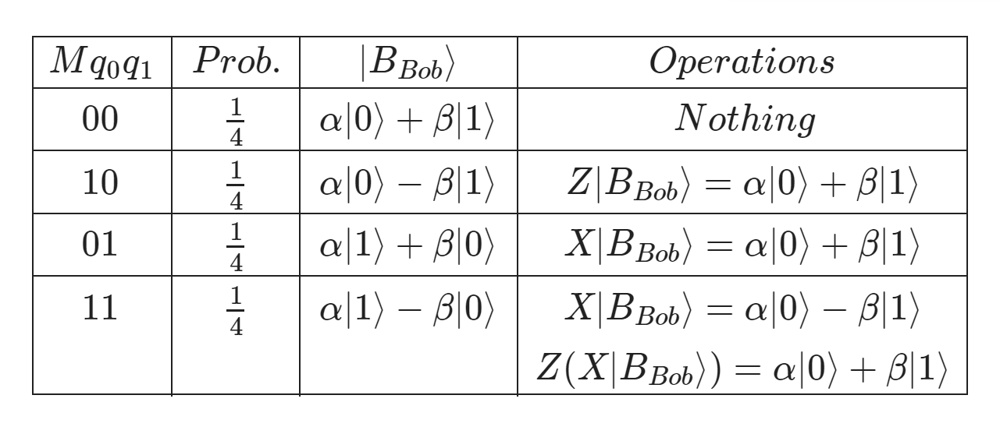 Mq₀q₁ Prob. |B_Bob⟩ Operations
00 1/4 α|0⟩ + β|1⟩ Nothing
10 1/4 α|0⟩ − β|1⟩ Z|B_Bob⟩ = α|0⟩ + β|1⟩
01 1/4 α|1⟩ + β|0⟩ X|B_Bob⟩ = α|0⟩ + β|1⟩
11 1/4 α|1⟩ − β|0⟩ X|B_Bob⟩ = α|0⟩ − β|1⟩
Z(X|B_Bob⟩) = α|0⟩ + β|1⟩